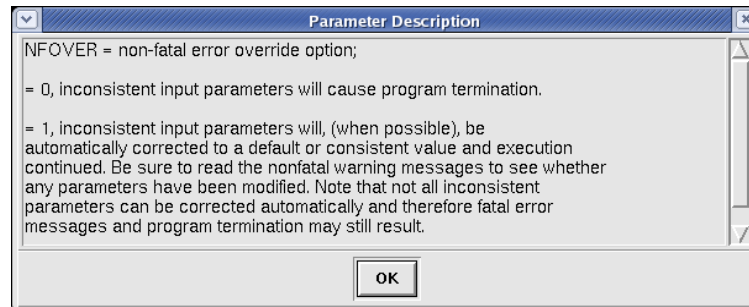 Parameter Description
NFOVER = non-fatal error override option;
= 0, inconsistent input parameters will cause program termination.
= 1, inconsistent input parameters will, (when possible), be
automatically corrected to a default or consistent value and execution
continued. Be sure to read the nonfatal warning messages to see whether
any parameters have been modified. Note that not all inconsistent
parameters can be corrected automatically and therefore fatal error
messages and program termination may still result.
OK